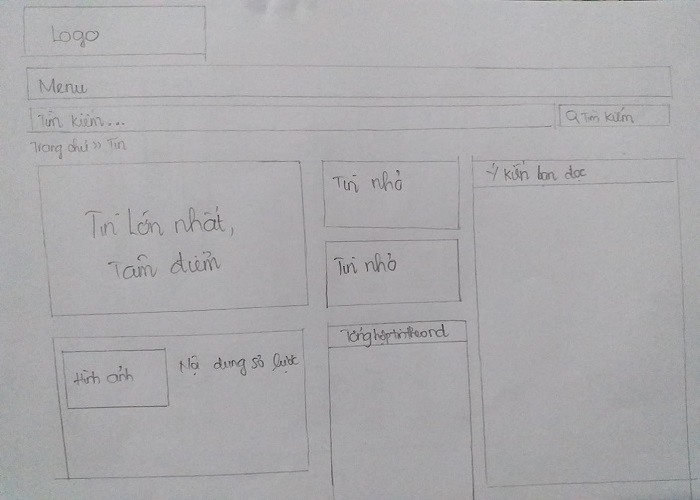 Logo
Menu
Tìm kiếm...
Tìm kiếm
Trang chủ » Tin
Tin Lớn nhất,
Tâm điểm
Tin nhỏ
Tin nhỏ
Ý kiến bạn đọc
Hình ảnh
Nội dung sơ lược
Tổng hợp tin